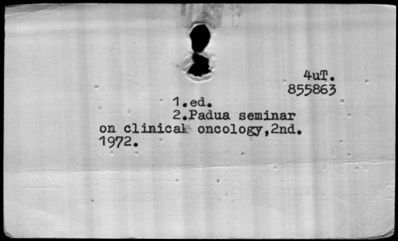 4uT.
855863
1.ed.
2.Padua seminar
on clinical oncology,2nd.
1972.